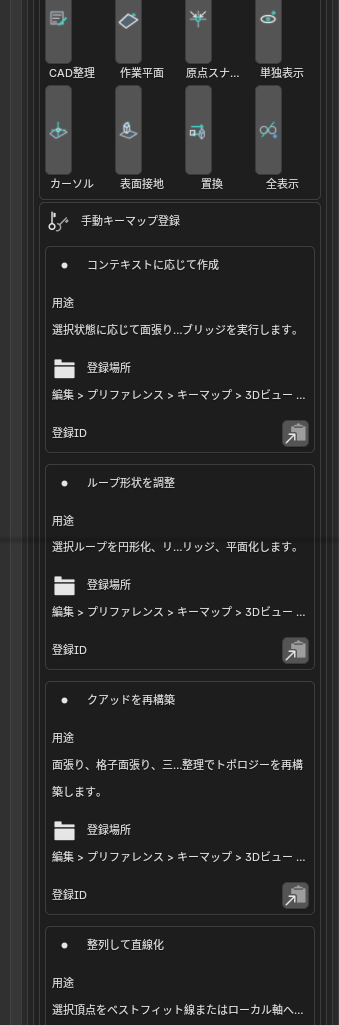 CAD整理 作業平面 原点スナ... 単独表示
カーソル 表面接地 置換 全表示
手動キーマップ登録
コンテキストに応じて作成
用途
選択状態に応じて面張り...ブリッジを実行します。
登録場所
編集 > プリファレンス > キーマップ > 3Dビュー ...
登録ID
ループ形状を調整
用途
選択ループを円形化、リ...リッジ、平面化します。
登録場所
編集 > プリファレンス > キーマップ > 3Dビュー ...
登録ID
クアッドを再構築
用途
面張り、格子面張り、三...整理でトポロジーを再構
築します。
登録場所
編集 > プリファレンス > キーマップ > 3Dビュー ...
登録ID
整列して直線化
用途
選択頂点をベストフィット線またはローカル軸へ...